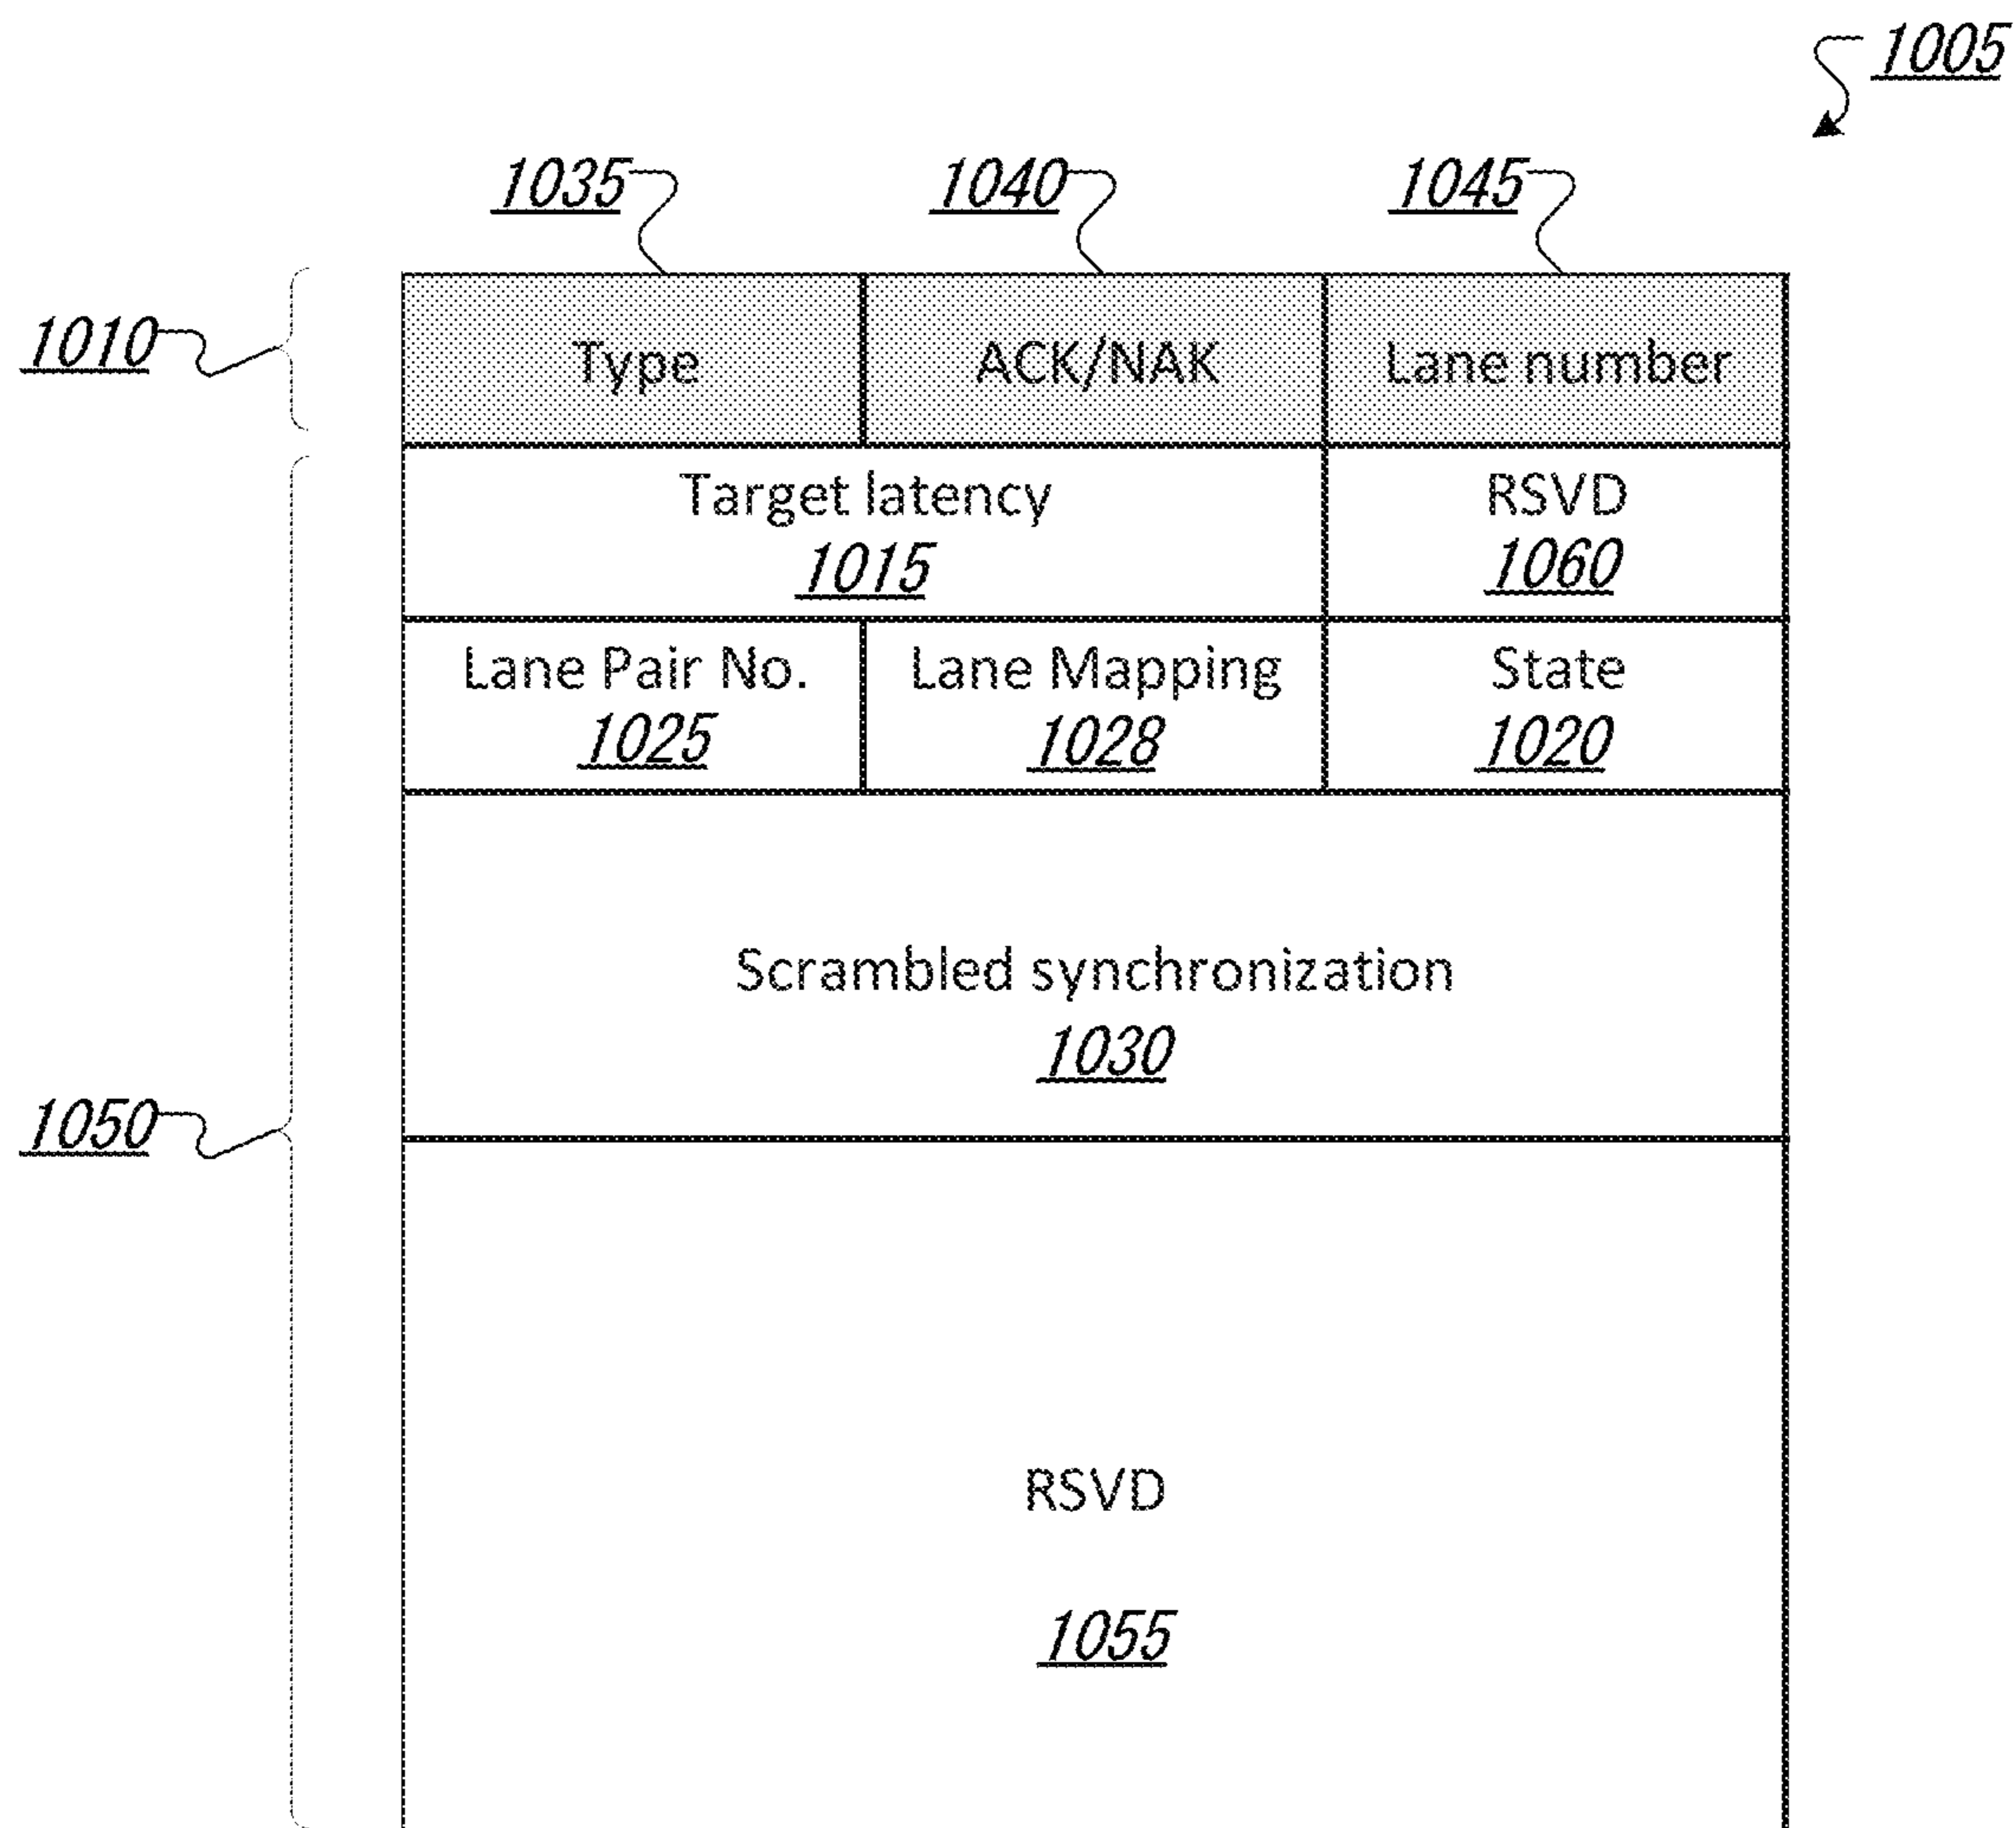 1005
1035 1040 1045
1010
Type ACK/NAK Lane number
Target latency RSVD
1015 1060
Lane Pair No. Lane Mapping State
1025 1028 1020
Scrambled synchronization
1030
1050
RSVD
1055